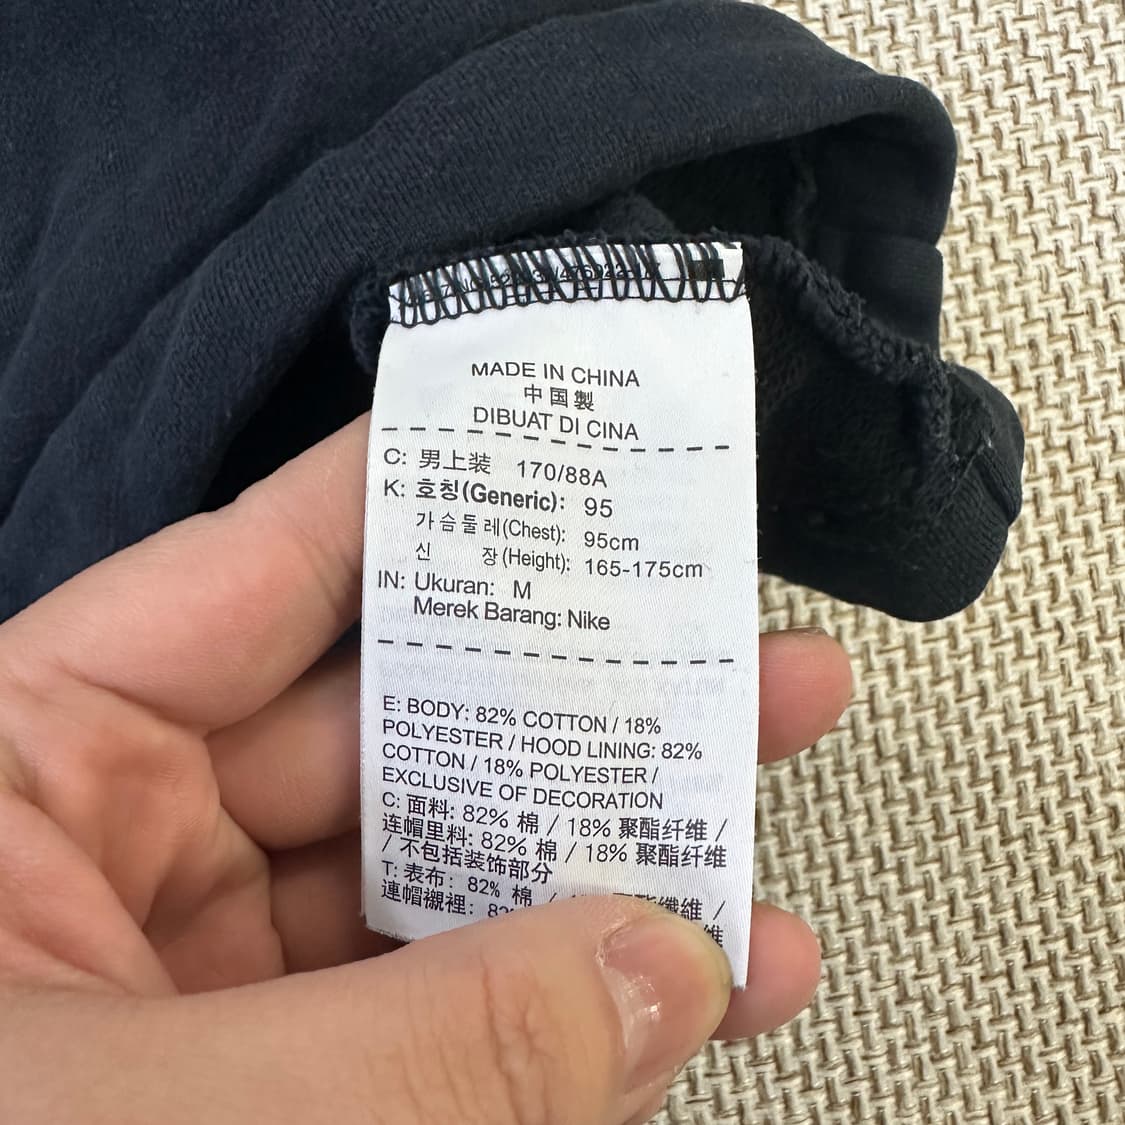 MADE IN CHINA
中国製
DIBUAT DI CINA
C: 男上装 170/88A
K: 호칭(Generic): 95
가슴둘레(Chest): 95cm
신 장(Height): 165-175cm
IN: Ukuran: M
Merek Barang: Nike
E: BODY: 82% COTTON / 18%
POLYESTER / HOOD LINING: 82%
COTTON / 18% POLYESTER /
EXCLUSIVE OF DECORATION
C: 面料: 82% 棉 / 18% 聚酯纤维 /
连帽里料: 82% 棉 / 18% 聚酯纤维
/ 不包括装饰部分
T: 表布: 82% 棉 / 纖維 /
連帽襯裡: 維